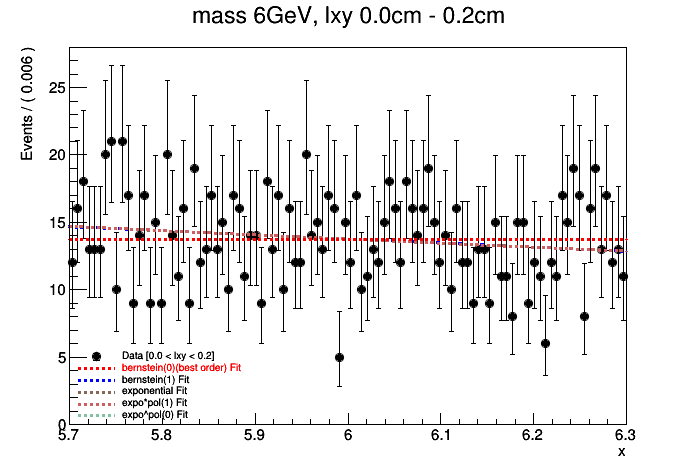 mass 6GeV, lxy 0.0cm - 0.2cm
Events / ( 0.006 )
25
20
15
10
5
0
Data [0.0 < lxy < 0.2]
bernstein(0)(best order) Fit
bernstein(1) Fit
exponential Fit
expo*pol(1) Fit
expo^pol(0) Fit
5.7 5.8 5.9 6 6.1 6.2 6.3
x